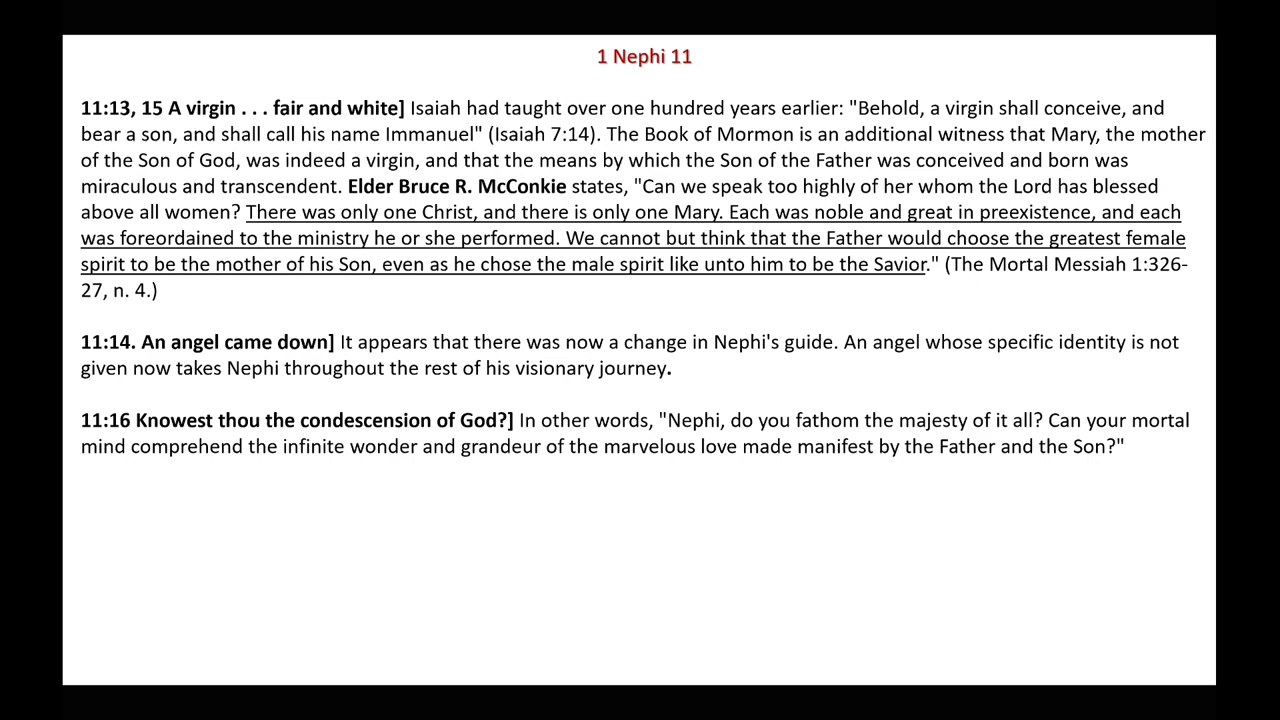 1 Nephi 11
11:13, 15 A virgin . . . fair and white] Isaiah had taught over one hundred years earlier: "Behold, a virgin shall conceive, and
bear a son, and shall call his name Immanuel" (Isaiah 7:14). The Book of Mormon is an additional witness that Mary, the mother
of the Son of God, was indeed a virgin, and that the means by which the Son of the Father was conceived and born was
miraculous and transcendent. Elder Bruce R. McConkie states, "Can we speak too highly of her whom the Lord has blessed
above all women? There was only one Christ, and there is only one Mary. Each was noble and great in preexistence, and each
was foreordained to the ministry he or she performed. We cannot but think that the Father would choose the greatest female
spirit to be the mother of his Son, even as he chose the male spirit like unto him to be the Savior." (The Mortal Messiah 1:326-
27, n. 4.)
11:14. An angel came down] It appears that there was now a change in Nephi's guide. An angel whose specific identity is not
given now takes Nephi throughout the rest of his visionary journey.
11:16 Knowest thou the condescension of God?] In other words, "Nephi, do you fathom the majesty of it all? Can your mortal
mind comprehend the infinite wonder and grandeur of the marvelous love made manifest by the Father and the Son?"